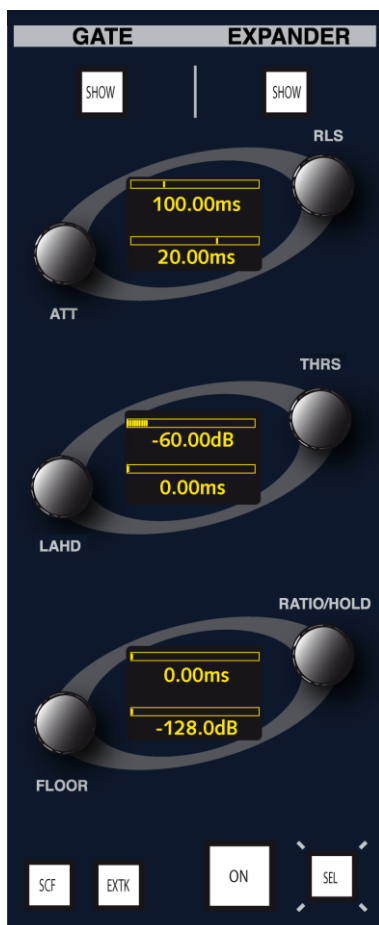 GATE EXPANDER
SHOW SHOW
RLS
100.00ms
20.00ms
ATT
THRS
-60.00dB
0.00ms
LAHD
RATIO/HOLD
0.00ms
-128.0dB
FLOOR
SCF EXTK ON SEL